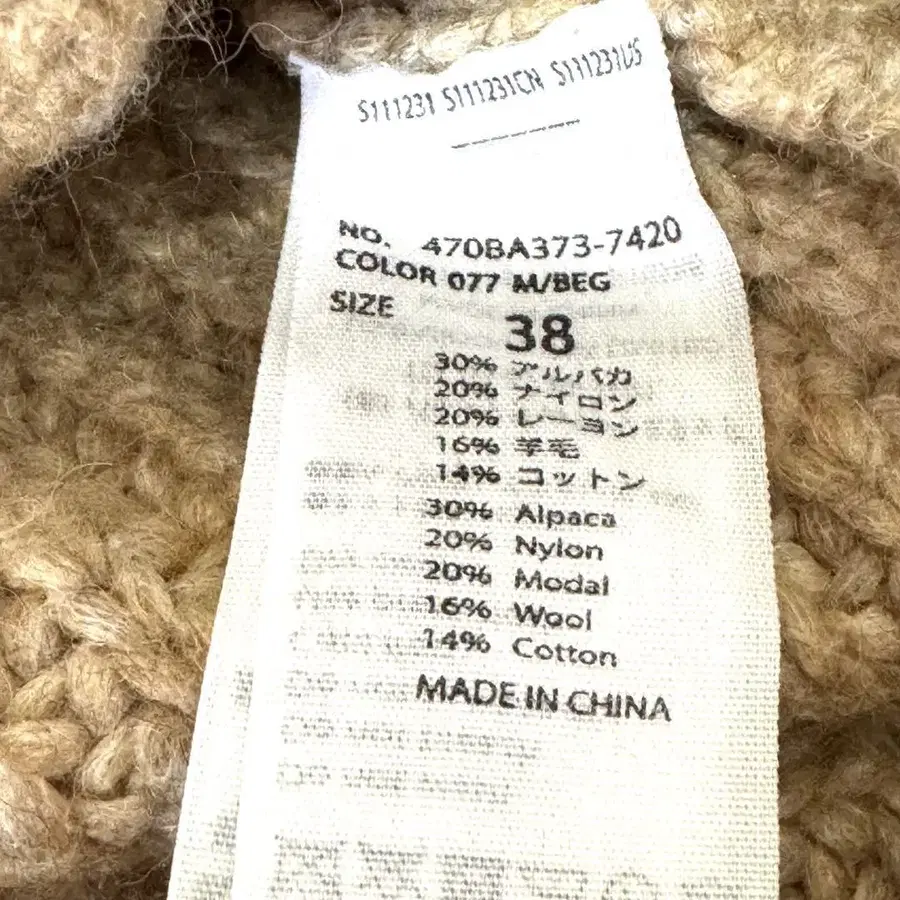 S111231 S111231CN S111231US
NO. 470BA373-7420
COLOR 077 M/BEG
SIZE 38
30% アルパカ
20% ナイロン
20% レーヨン
16% 羊毛
14% コットン
30% Alpaca
20% Nylon
20% Modal
16% Wool
14% Cotton
MADE IN CHINA